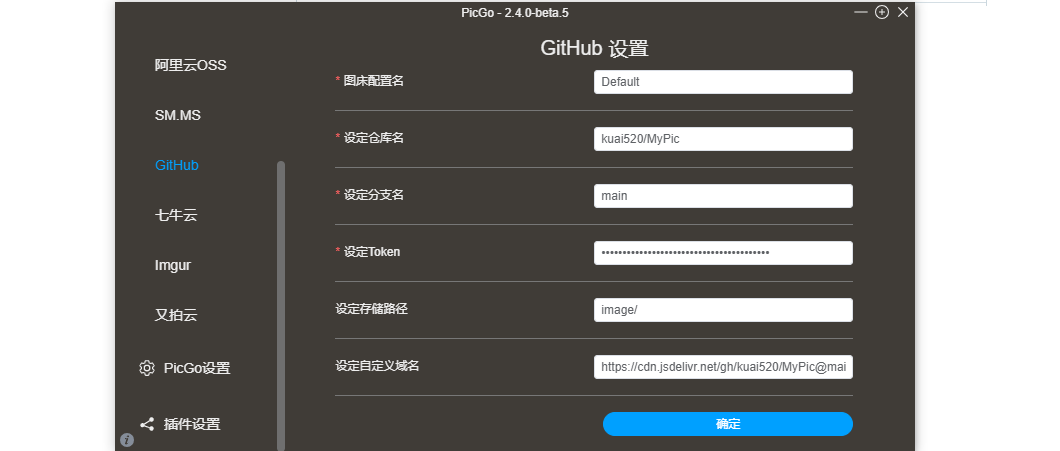 PicGo - 2.4.0-beta.5
GitHub 设置
阿里云OSS
SM.MS
GitHub
七牛云
Imgur
又拍云
PicGo设置
插件设置
* 图床配置名
Default
* 设定仓库名
kuai520/MyPic
* 设定分支名
main
* 设定Token
••••••••••••••••••••••••••••••••••••••••
设定存储路径
image/
设定自定义域名
https://cdn.jsdelivr.net/gh/kuai520/MyPic@mai
确定